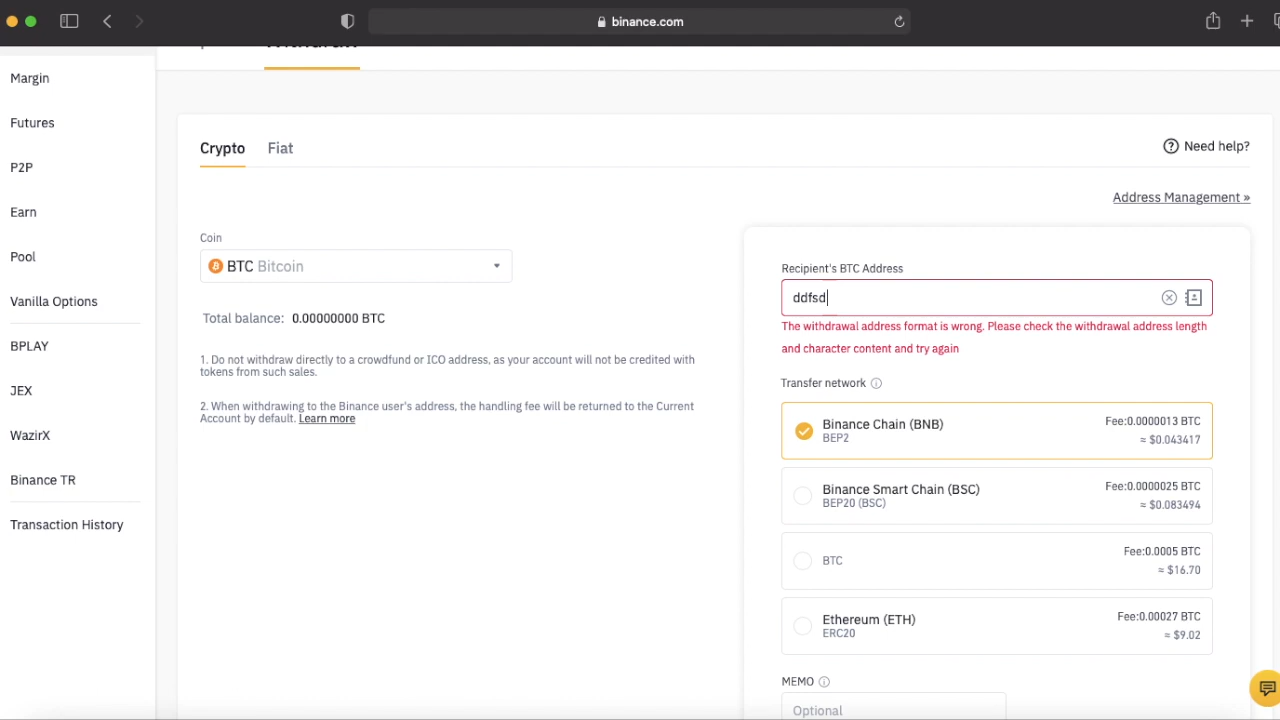 binance.com
Margin
Futures
P2P
Earn
Pool
Vanilla Options
BPLAY
JEX
WazirX
Binance TR
Transaction History
Crypto Fiat
Need help?
Address Management »
Coin
BTC Bitcoin
Total balance: 0.00000000 BTC
1. Do not withdraw directly to a crowdfund or ICO address, as your account will not be credited with
tokens from such sales.
2. When withdrawing to the Binance user's address, the handling fee will be returned to the Current
Account by default. Learn more
Recipient's BTC Address
ddfsd
The withdrawal address format is wrong. Please check the withdrawal address length
and character content and try again
Transfer network
Binance Chain (BNB) Fee:0.0000013 BTC
BEP2 ≈ $0.043417
Binance Smart Chain (BSC) Fee:0.0000025 BTC
BEP20 (BSC) ≈ $0.083494
BTC Fee:0.0005 BTC
≈ $16.70
Ethereum (ETH) Fee:0.00027 BTC
ERC20 ≈ $9.02
MEMO
Optional